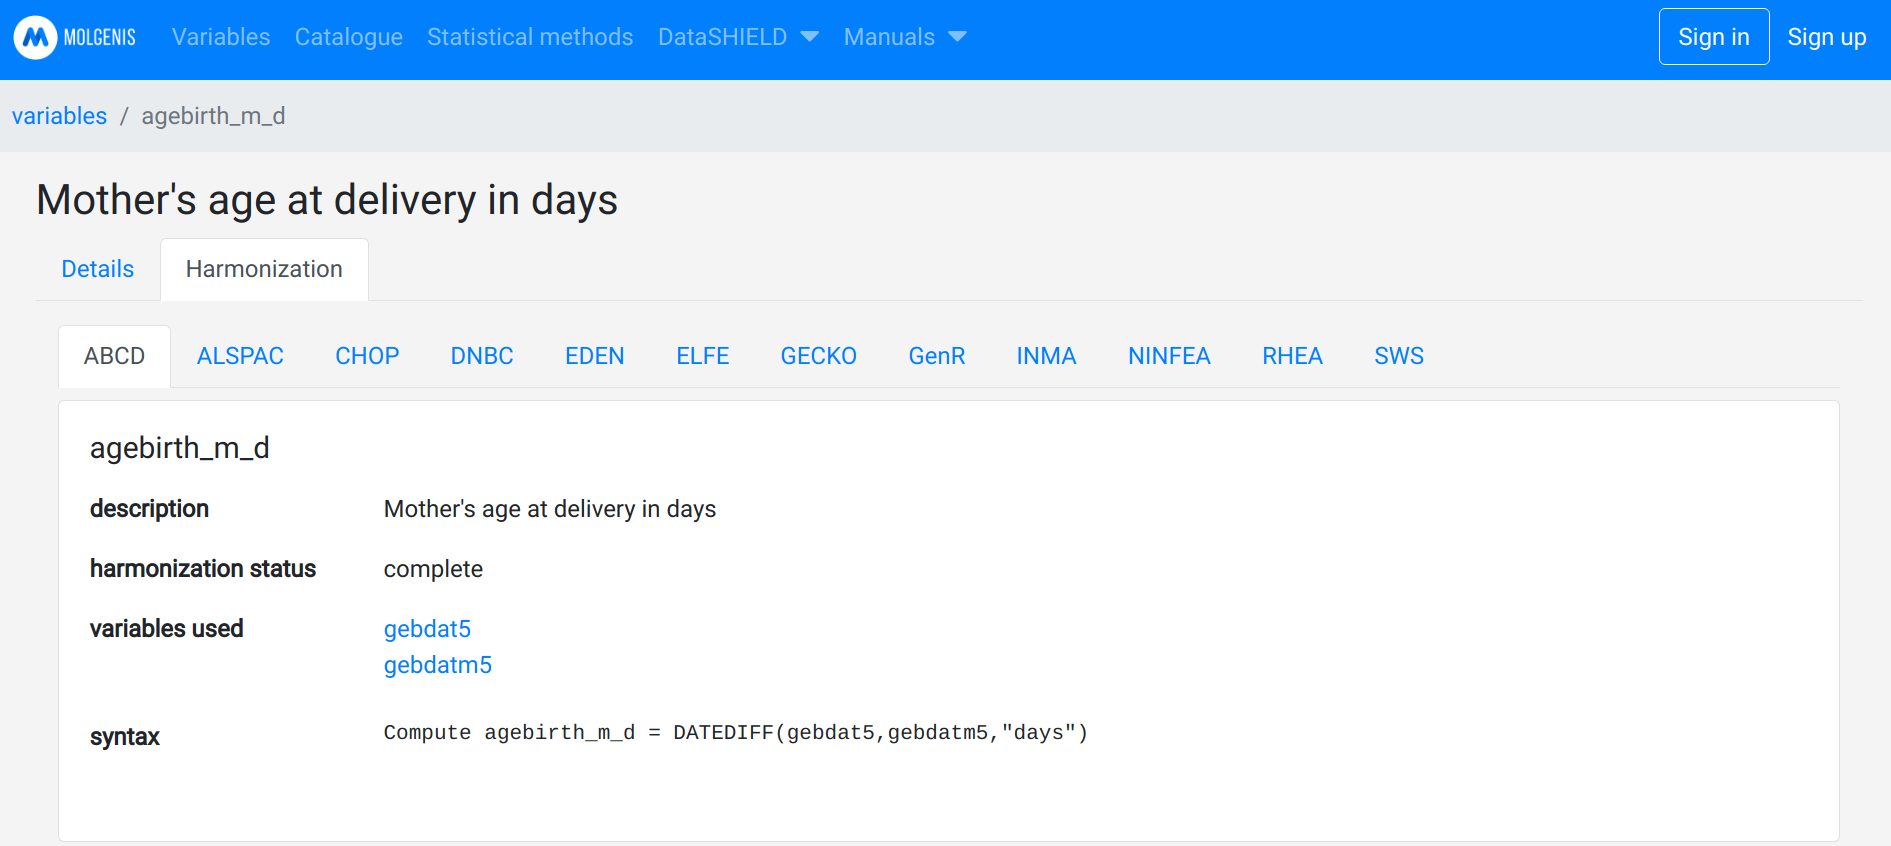 MOLGENIS Variables Catalogue Statistical methods DataSHIELD Manuals Sign in Sign up
variables / agebirth_m_d
Mother's age at delivery in days
Details Harmonization
ABCD ALSPAC CHOP DNBC EDEN ELFE GECKO GenR INMA NINFEA RHEA SWS
agebirth_m_d
description Mother's age at delivery in days
harmonization status complete
variables used gebdat5
gebdatm5
syntax Compute agebirth_m_d = DATEDIFF(gebdat5,gebdatm5,"days")